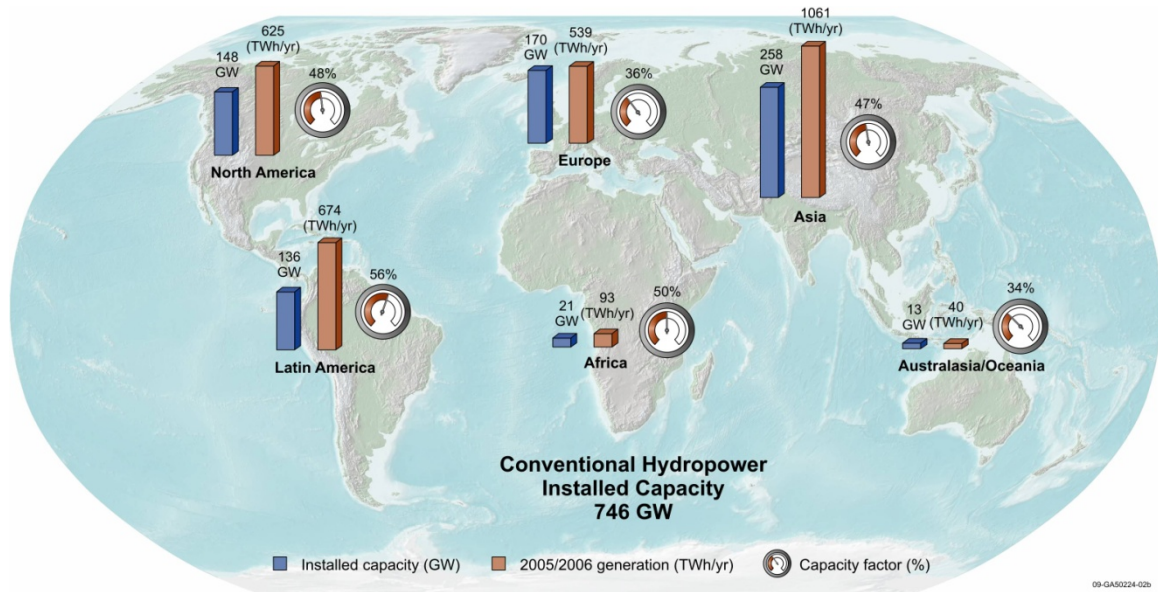 148
GW
625
(TWh/yr)
48%
North America
170
GW
539
(TWh/yr)
36%
Europe
258
GW
1061
(TWh/yr)
47%
Asia
136
GW
674
(TWh/yr)
56%
Latin America
21
GW
93
(TWh/yr)
50%
Africa
13
GW
40
(TWh/yr)
34%
Australasia/Oceania
Conventional Hydropower
Installed Capacity
746 GW
Installed capacity (GW)
2005/2006 generation (TWh/yr)
Capacity factor (%)
09-GA50224-02b